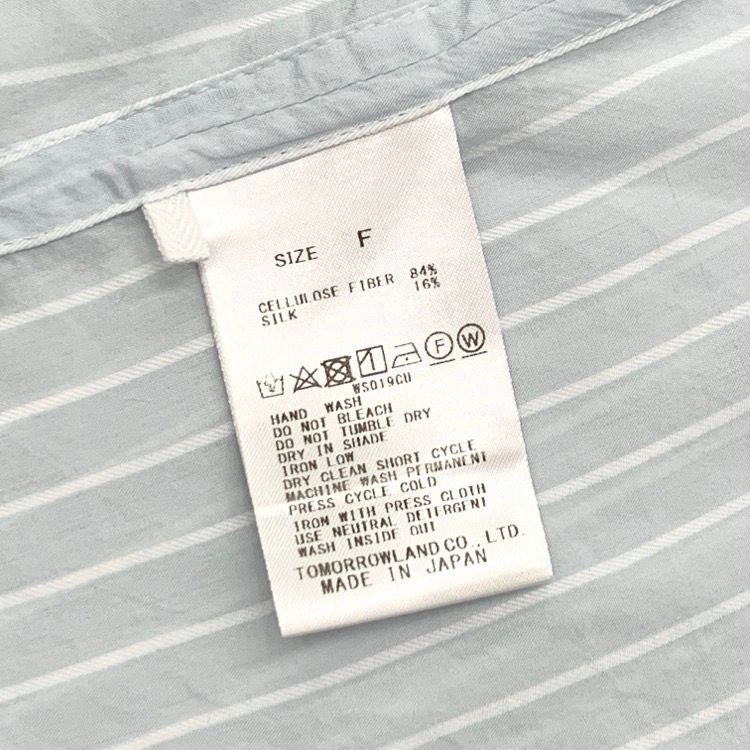 SIZE F
CELLULOSE FIBER 84%
SILK 16%
F W
WS019CU
HAND WASH
DO NOT BLEACH
DO NOT TUMBLE DRY
DRY IN SHADE
IRON LOW
DRY CLEAN SHORT CYCLE
MACHINE WASH PERMANENT
PRESS CYCLE COLD
IRON WITH PRESS CLOTH
USE NEUTRAL DETERGENT
WASH INSIDE OUT
TOMORROWLAND CO., LTD.
MADE IN JAPAN